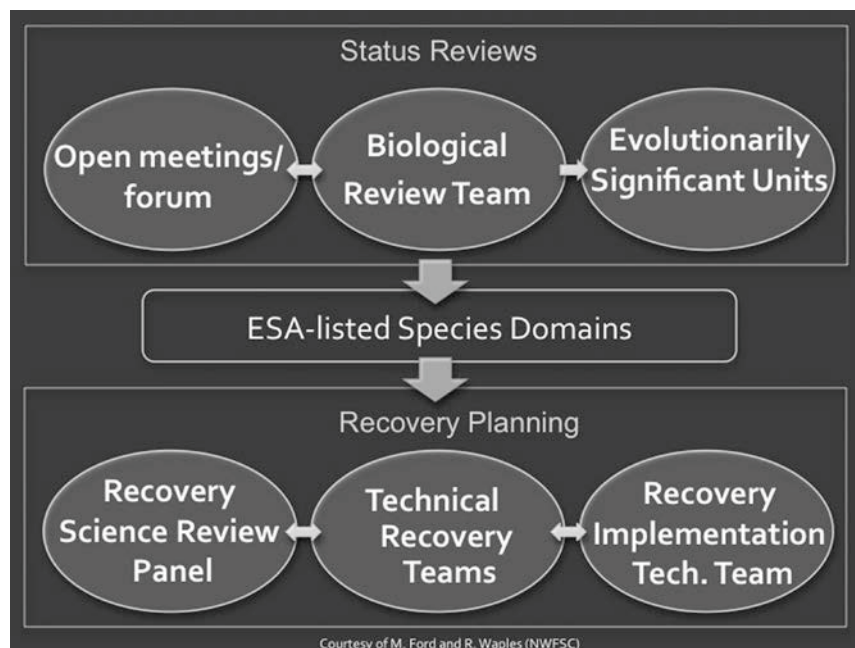 Status Reviews
Open meetings/
forum
Biological
Review Team
Evolutionarily
Significant Units
ESA-listed Species Domains
Recovery Planning
Recovery
Science Review
Panel
Technical
Recovery
Teams
Recovery
Implementation
Tech. Team
Courtesy of M. Ford and R. Waples (NWFSC)